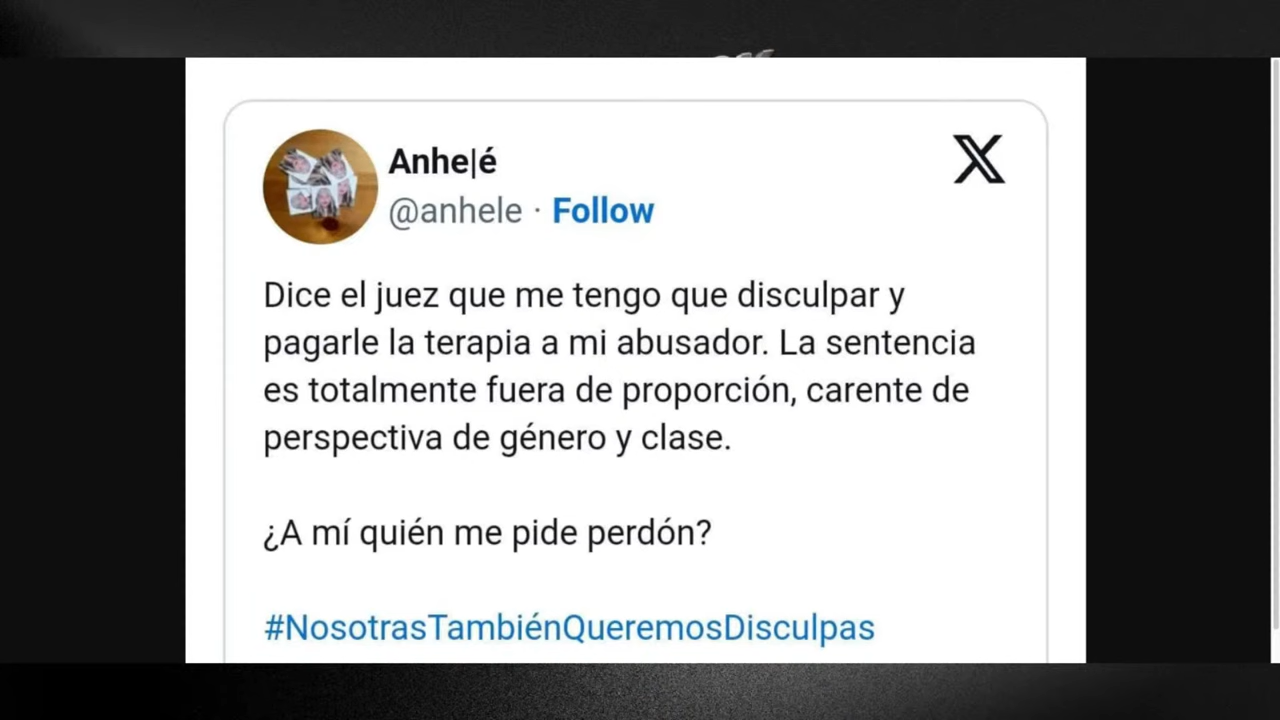 Anhe|é
@anhele · Follow
Dice el juez que me tengo que disculpar y
pagarle la terapia a mi abusador. La sentencia
es totalmente fuera de proporción, carente de
perspectiva de género y clase.
¿A mí quién me pide perdón?
#NosotrasTambiénQueremosDisculpas